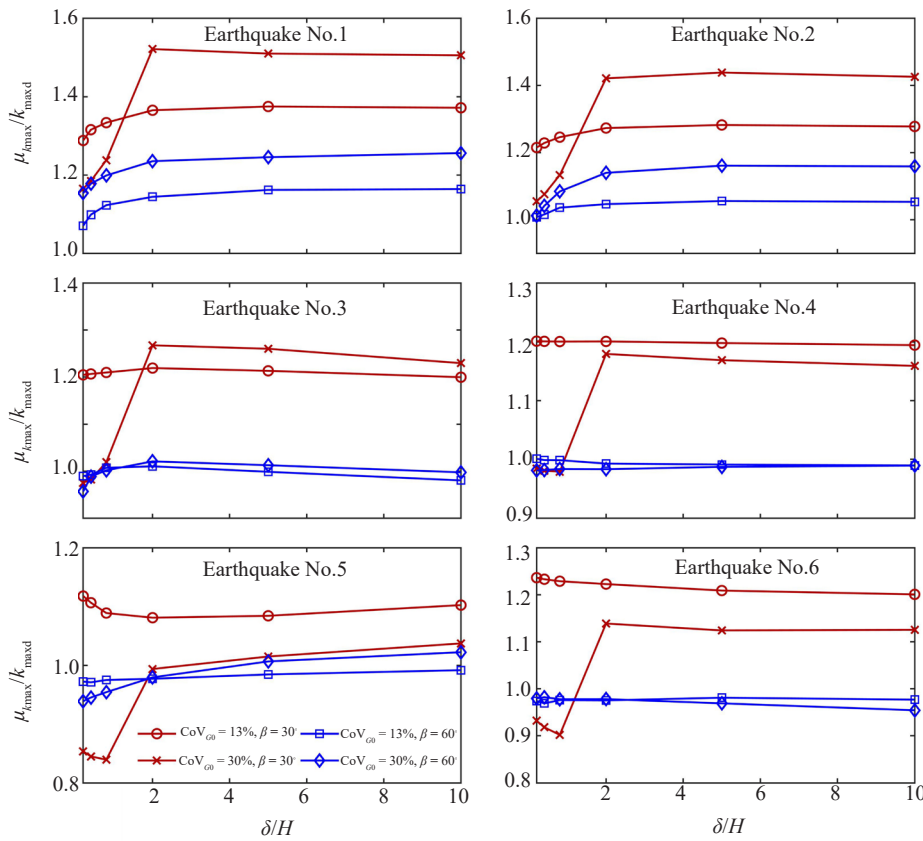 Earthquake No.1
1.6
1.4
1.2
1.0
μkmax/kmaxd
Earthquake No.2
1.6
1.4
1.2
1.0
Earthquake No.3
1.4
1.2
1.0
μkmax/kmaxd
Earthquake No.4
1.3
1.2
1.1
1.0
0.9
Earthquake No.5
1.2
1.0
0.8
μkmax/kmaxd
CoVG0 = 13%, β = 30°
CoVG0 = 13%, β = 60°
CoVG0 = 30%, β = 30°
CoVG0 = 30%, β = 60°
2 4 6 8 10
δ/H
Earthquake No.6
1.3
1.2
1.1
1.0
0.9
0.8
0 2 4 6 8 10
δ/H